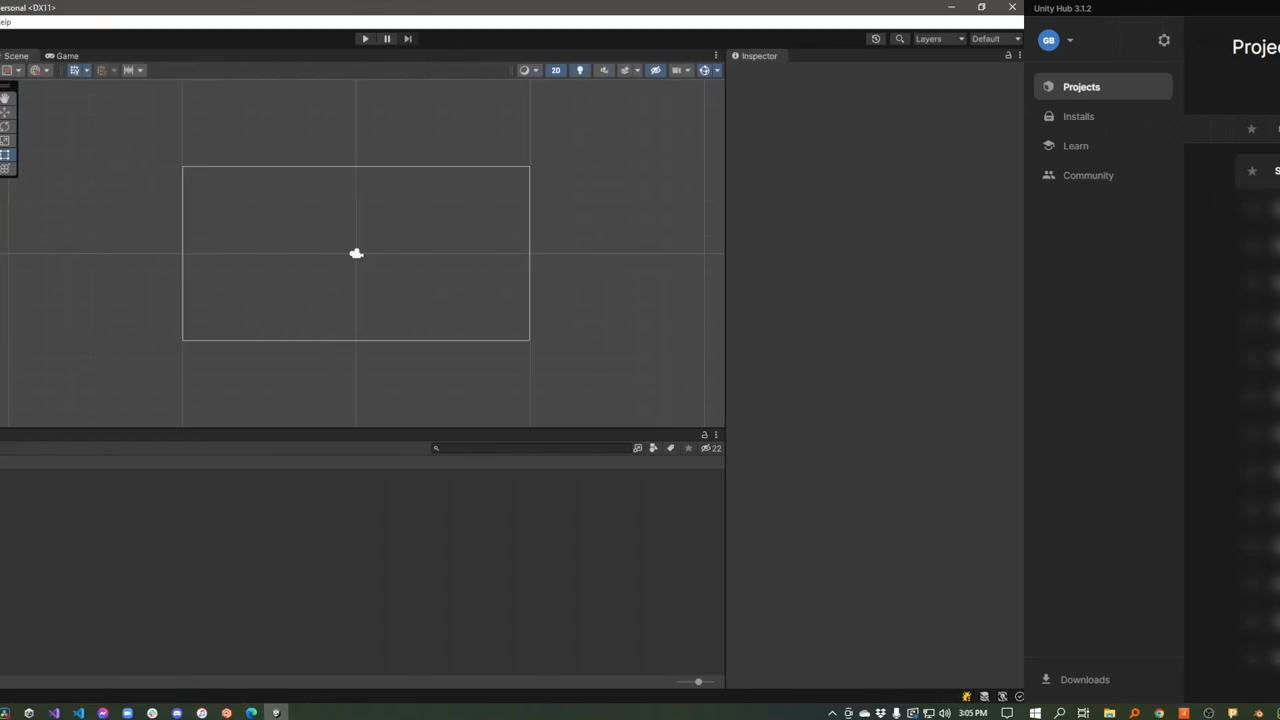 ersonal <DX11>
elp
Scene
Game
Layers
Default
2D
Inspector
22
3:05 PM
Unity Hub 3.1.2
GB
Projec
Projects
Installs
Learn
Community
Downloads